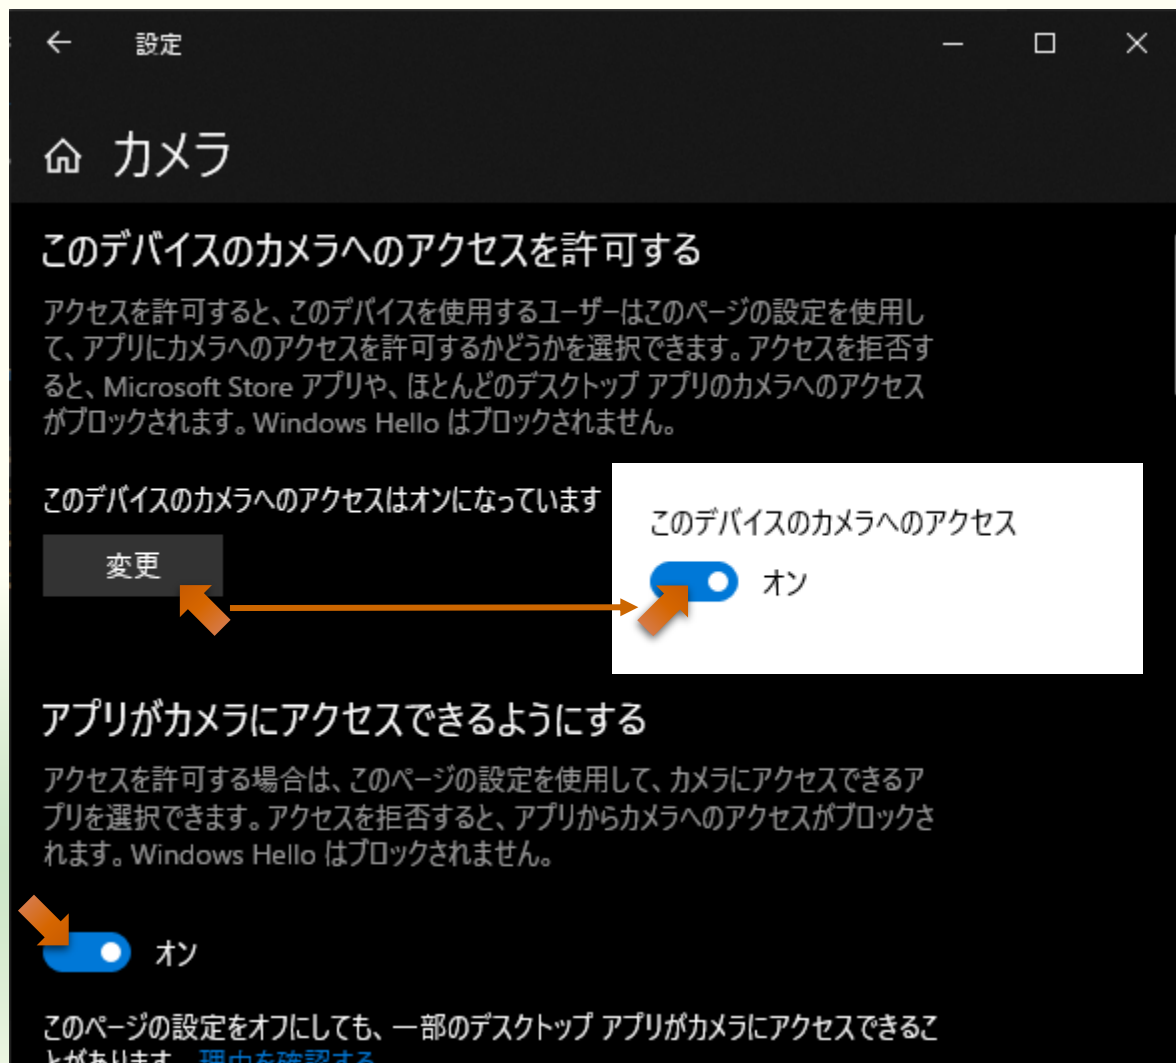 設定
カメラ
このデバイスのカメラへのアクセスを許可する
アクセスを許可すると、このデバイスを使用するユーザーはこのページの設定を使用し
て、アプリにカメラへのアクセスを許可するかどうかを選択できます。アクセスを拒否す
ると、Microsoft Store アプリや、ほとんどのデスクトップ アプリのカメラへのアクセス
がブロックされます。Windows Hello はブロックされません。
このデバイスのカメラへのアクセスはオンになっています
変更
このデバイスのカメラへのアクセス
オン
アプリがカメラにアクセスできるようにする
アクセスを許可する場合は、このページの設定を使用して、カメラにアクセスできるア
プリを選択できます。アクセスを拒否すると、アプリからカメラへのアクセスがブロックさ
れます。Windows Hello はブロックされません。
オン
このページの設定をオフにしても、一部のデスクトップ アプリがカメラにアクセスできるこ
とがあります。理由を確認する